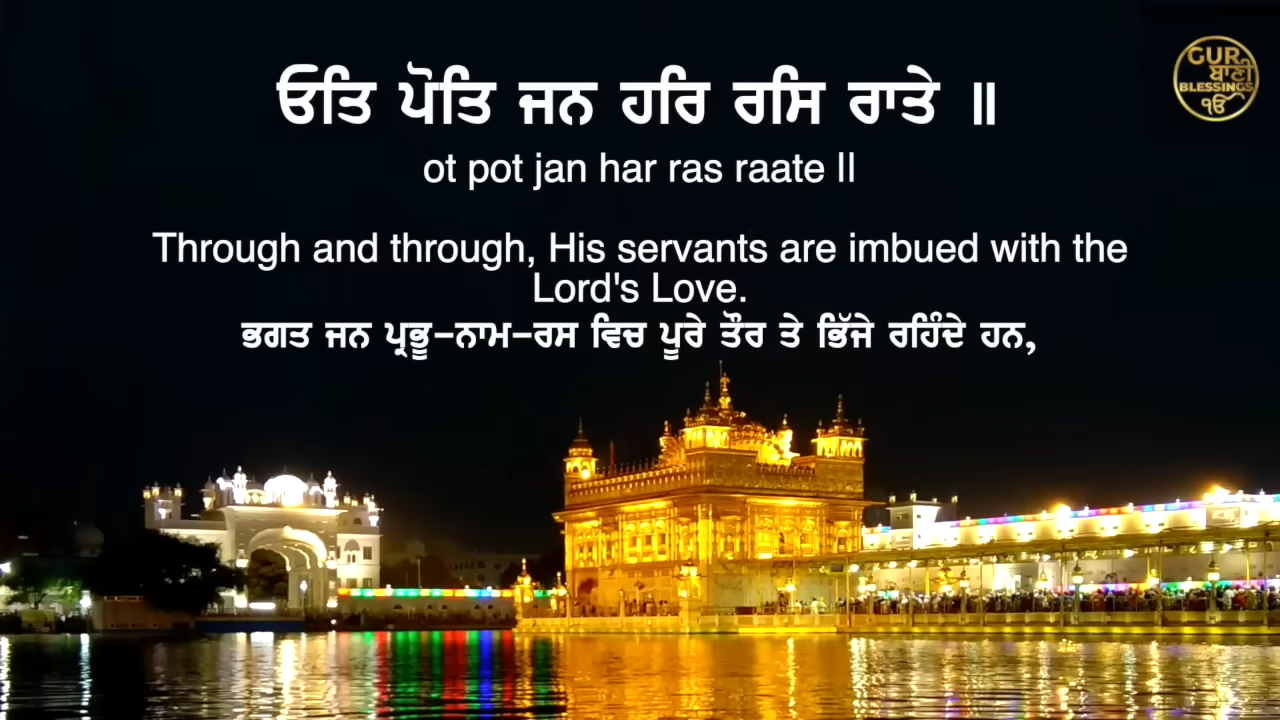 ਓਤਿ ਪੋਤਿ ਜਨ ਹਰਿ ਰਸਿ ਰਾਤੇ ॥
ot pot jan har ras raate ||
Through and through, His servants are imbued with the
Lord's Love.
ਭਗਤ ਜਨ ਪ੍ਰਭੂ-ਨਾਮ-ਰਸ ਵਿਚ ਪੂਰੇ ਤੌਰ ਤੇ ਭਿੱਜੇ ਰਹਿੰਦੇ ਹਨ,
GUR
ਬਾਣੀ
BLESSINGS
ੴ